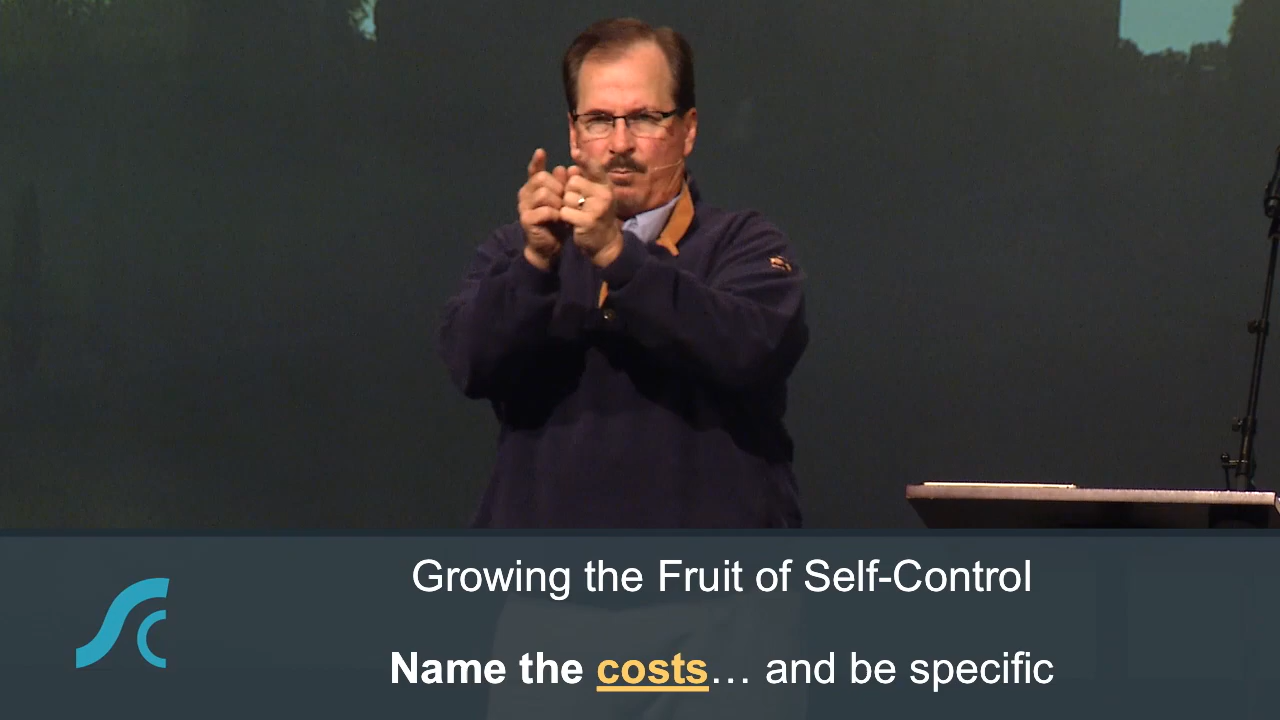 Growing the Fruit of Self-Control
Name the costs… and be specific